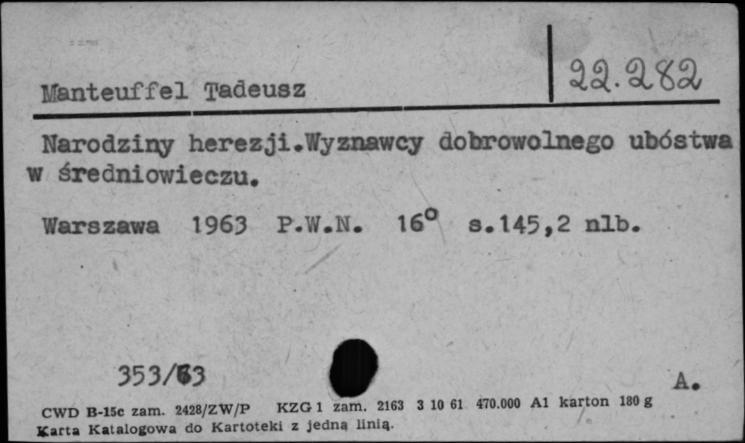 22.282
Manteuffel Tadeusz
Narodziny herezji.Wyznawcy dobrowolnego ubóstwa
w średniowieczu.
Warszawa 1963 P.W.N. 16° s.145,2 nlb.
353/63
A.
CWD B-15c zam. 2428/ZW/P KZG 1 zam. 2163 3 10 61 470.000 A1 karton 180 g
Karta Katalogowa do Kartoteki z jedną linią.